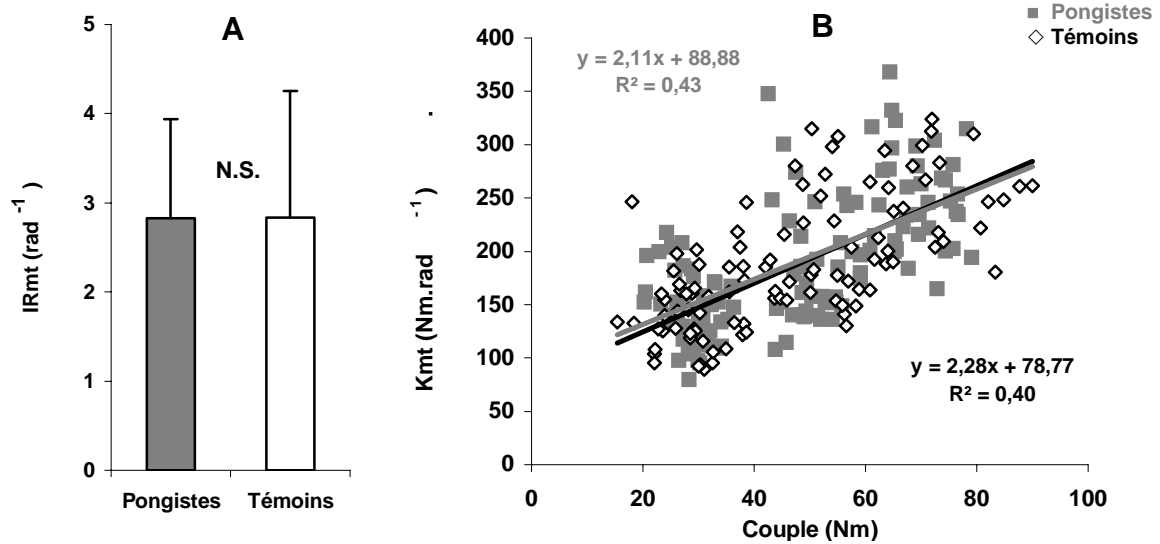 A
5
4
3
2
1
0
IRmt (rad -1 )
N.S.
Pongistes
Témoins
B
Pongistes
Témoins
400
350
300
250
200
150
100
50
0
Kmt (Nm.rad -1 ) .
y = 2,11x + 88,88
R² = 0,43
y = 2,28x + 78,77
R² = 0,40
0
20
40
60
80
100
Couple (Nm)